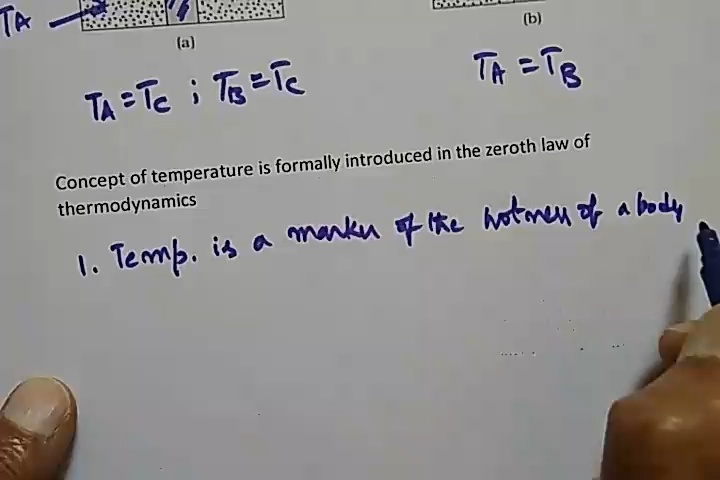 TA
(a)
(b)
TA = TC ; TB = TC
TA = TB
Concept of temperature is formally introduced in the zeroth law of
thermodynamics
1. Temp. is a marker of the hotness of a body